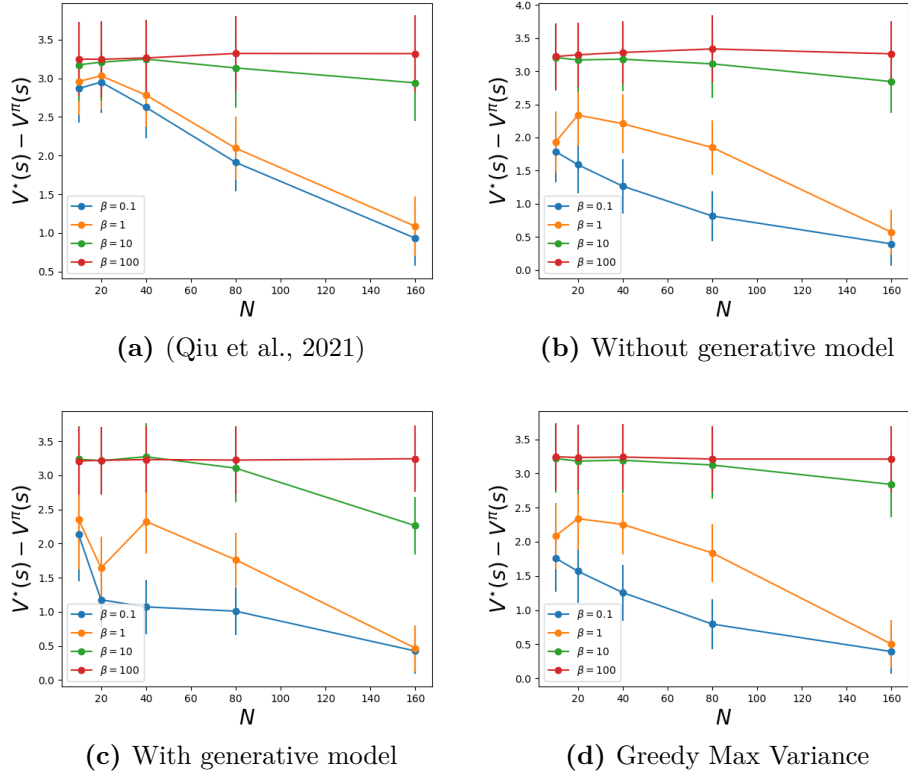 V*(s) − V^π(s)
3.5
3.0
2.5
2.0
1.5
1.0
0.5
β = 0.1
β = 1
β = 10
β = 100
20 40 60 80 100 120 140 160
N
(a) (Qiu et al., 2021)
V*(s) − V^π(s)
4.0
3.5
3.0
2.5
2.0
1.5
1.0
0.5
0.0
β = 0.1
β = 1
β = 10
β = 100
20 40 60 80 100 120 140 160
N
(b) Without generative model
V*(s) − V^π(s)
3.5
3.0
2.5
2.0
1.5
1.0
0.5
0.0
β = 0.1
β = 1
β = 10
β = 100
20 40 60 80 100 120 140 160
N
(c) With generative model
V*(s) − V^π(s)
3.5
3.0
2.5
2.0
1.5
1.0
0.5
0.0
β = 0.1
β = 1
β = 10
β = 100
20 40 60 80 100 120 140 160
N
(d) Greedy Max Variance